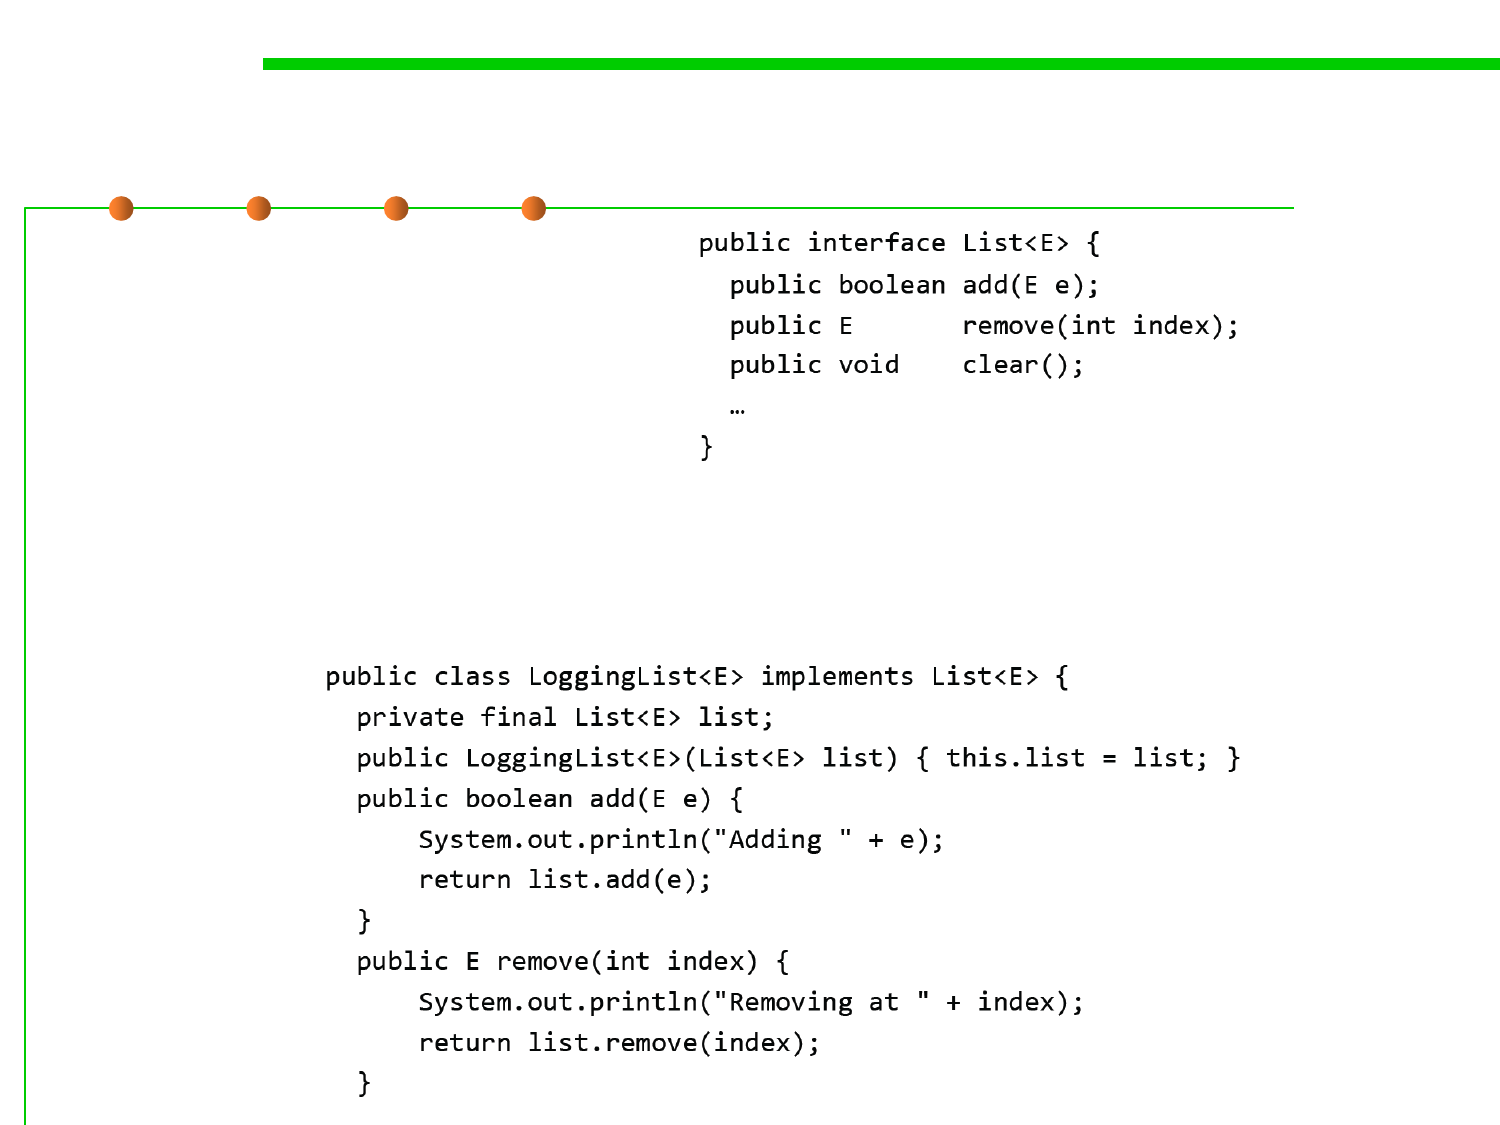 public interface List<E> {
public boolean add(E e);
public E remove(int index);
public void clear();
…
}
public class LoggingList<E> implements List<E> {
private final List<E> list;
public LoggingList<E>(List<E> list) { this.list = list; }
public boolean add(E e) {
System.out.println("Adding " + e);
return list.add(e);
}
public E remove(int index) {
System.out.println("Removing at " + index);
return list.remove(index);
}